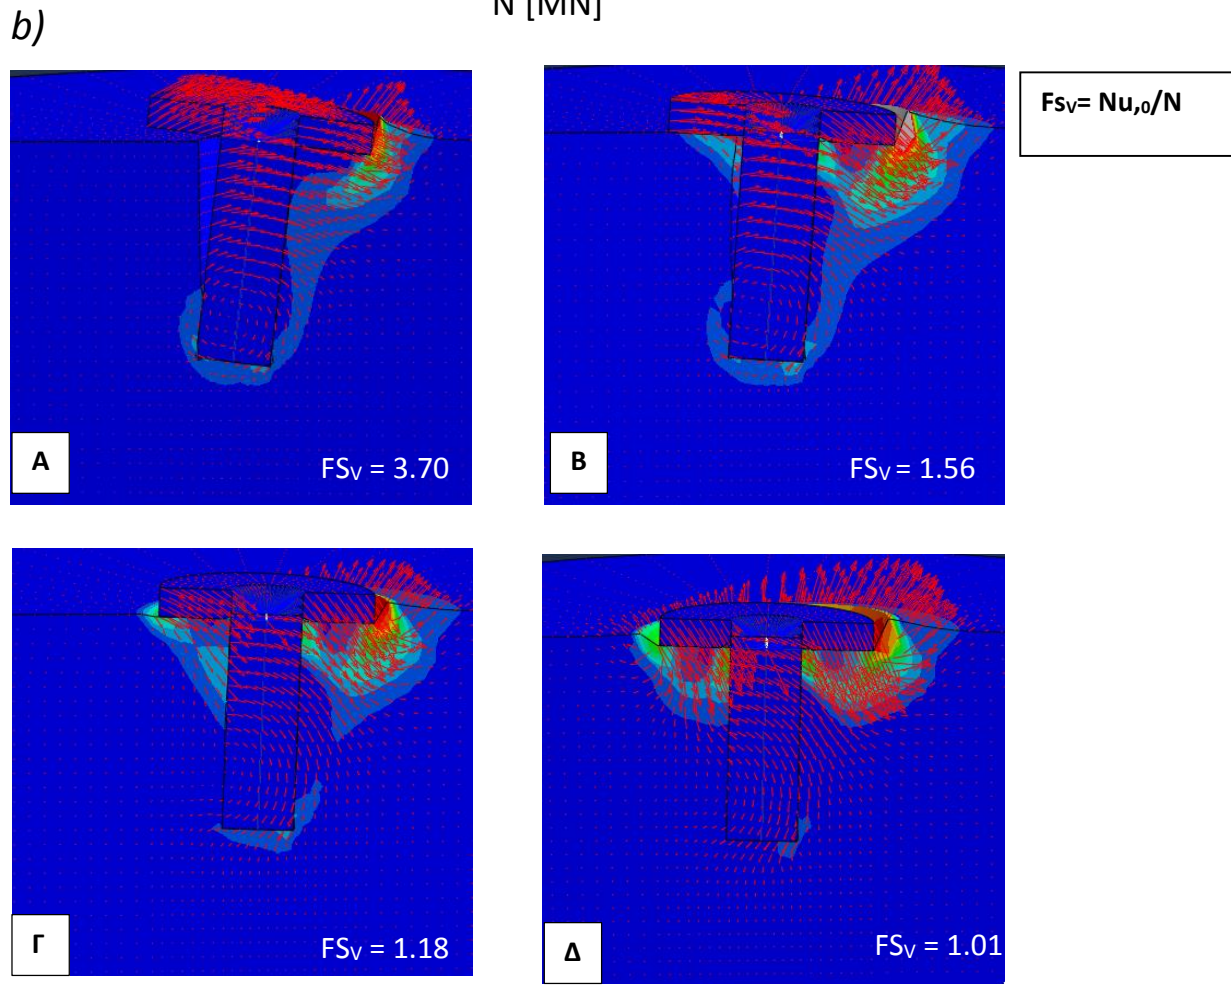 N [MN]
b)
Fsv= Nu,₀/N
A
FSv = 3.70
B
FSv = 1.56
Γ
FSv = 1.18
Δ
FSv = 1.01